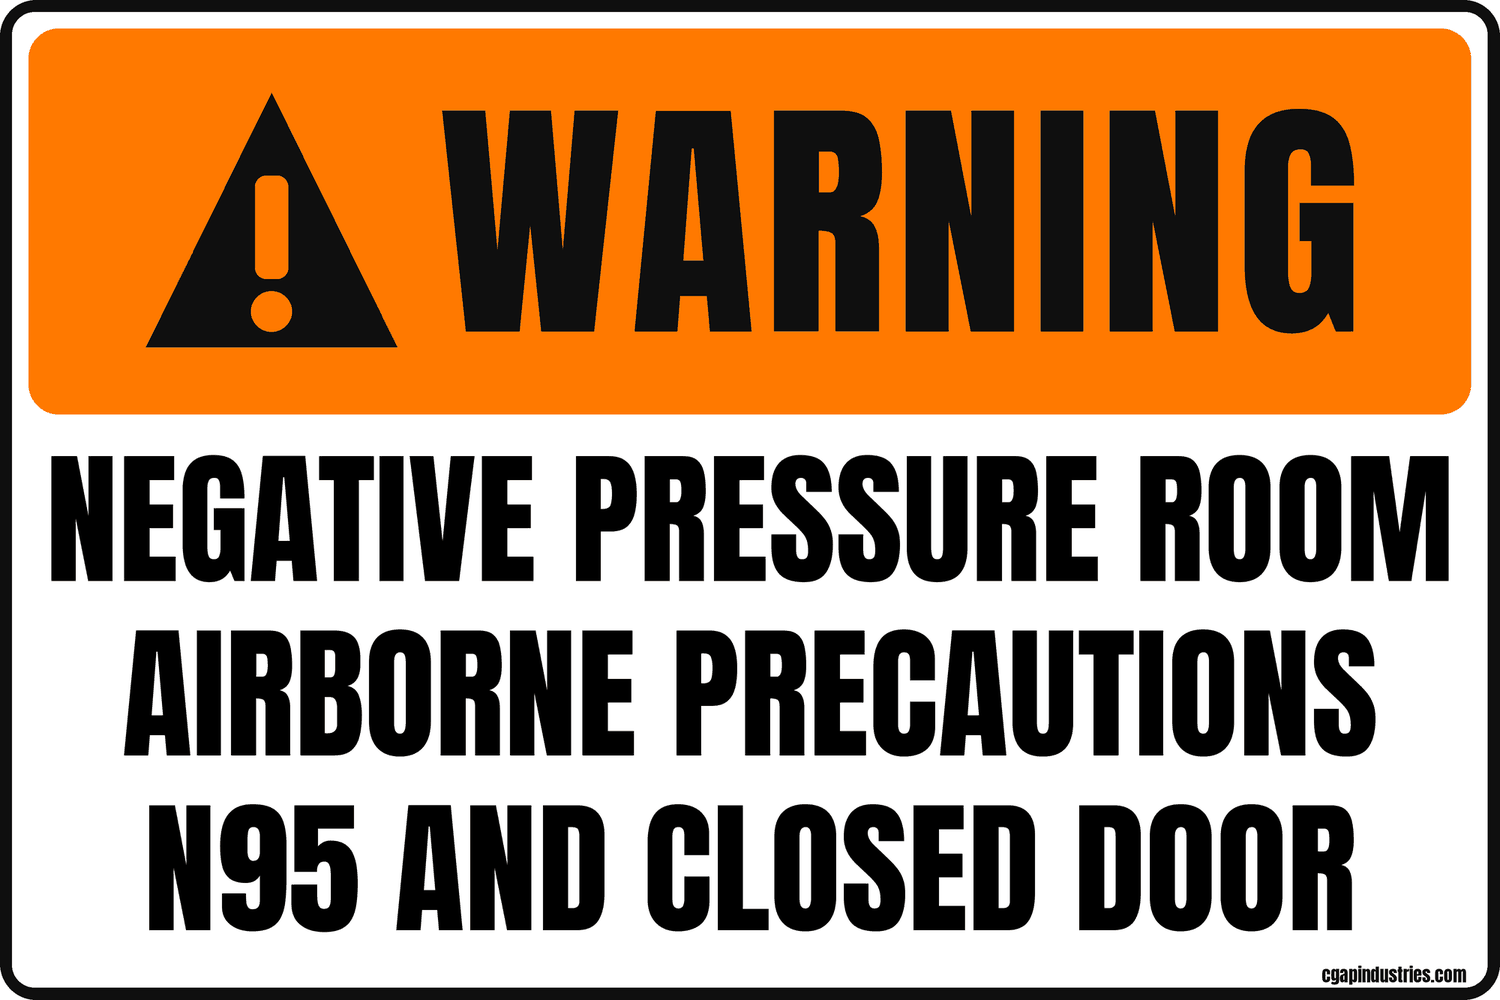 WARNING
NEGATIVE PRESSURE ROOM
AIRBORNE PRECAUTIONS
N95 AND CLOSED DOOR
cgapindustries.com